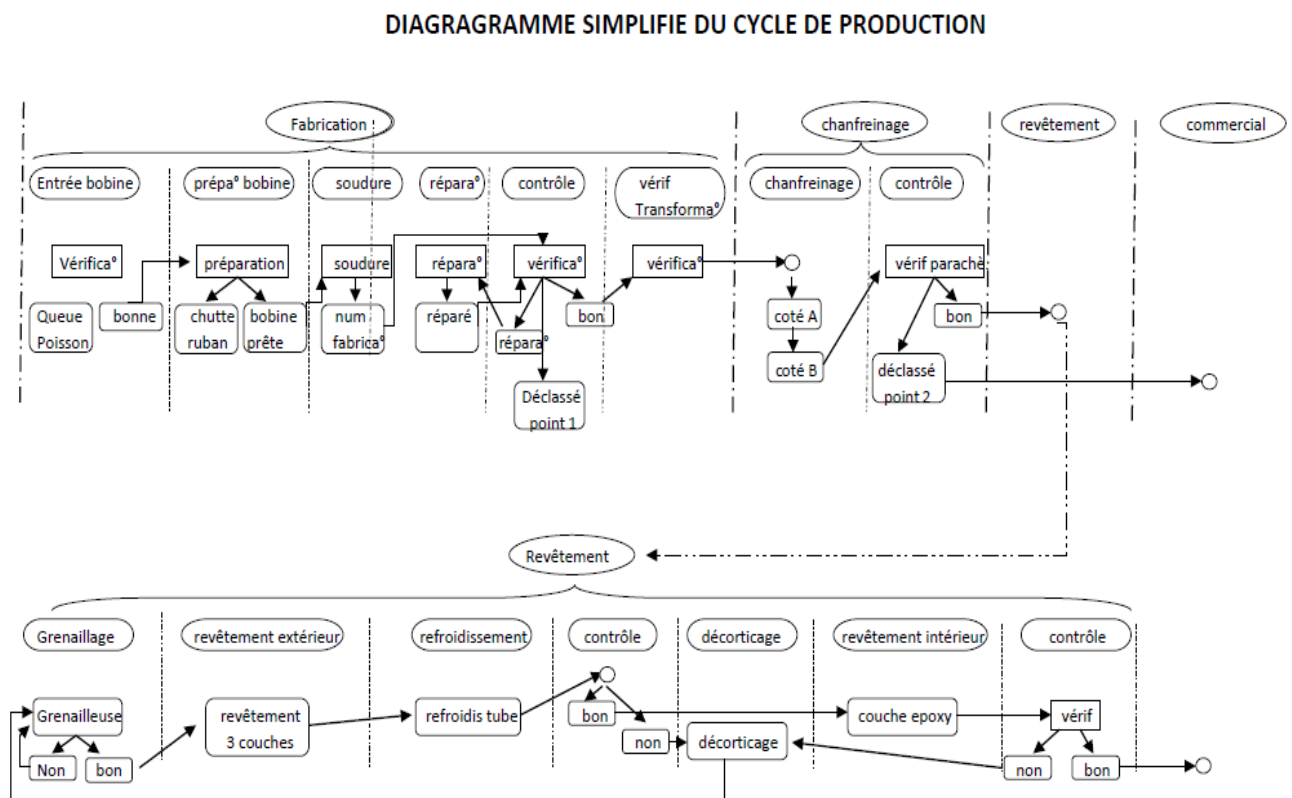 DIAGRAGRAMME SIMPLIFIE DU CYCLE DE PRODUCTION
Fabrication
chanfreinage
revêtement
commercial
Entrée bobine
prépa° bobine
soudure
répara°
contrôle
vérif
Transforma°
chanfreinage
contrôle
Vérifica°
préparation
soudure
répara°
vérifica°
vérifica°
vérif parachè
Queue
Poisson
bonne
chutte
ruban
bobine
prête
num
fabrica°
réparé
répara°
bon
coté A
bon
coté B
déclassé
point 2
Déclassé
point 1
Revêtement
Grenaillage
revêtement extérieur
refroidissement
contrôle
décorticage
revêtement intérieur
contrôle
Grenailleuse
revêtement
3 couches
refroidis tube
bon
couche epoxy
vérif
non
décorticage
Non
bon
non
bon